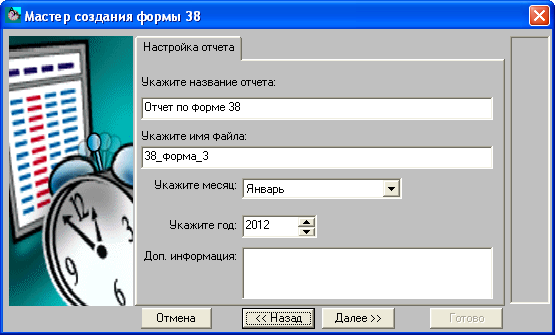 Мастер создания формы 38
Настройка отчета
Укажите название отчета:
Отчет по форме 38
Укажите имя файла:
38_форма_3
Укажите месяц: Январь
Укажите год: 2012
Доп. информация:
Отмена << Назад Далее >> Готово